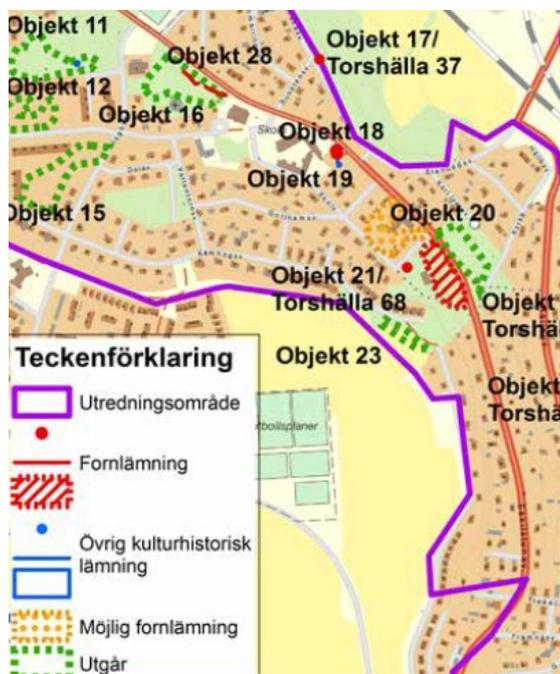 Objekt 11
Objekt 28
Objekt 17/
Torshälla 37
Objekt 12
Objekt 16
Objekt 18
Objekt 19
Objekt 20
Objekt 15
Objekt 21/
Torshälla 68
Objekt
Torshä
Objekt 23
Objekt
Torshä
Teckenförklaring
Utredningsområde
Fornlämning
Övrig kulturhistorisk
lämning
Möjlig fornlämning
Utgår